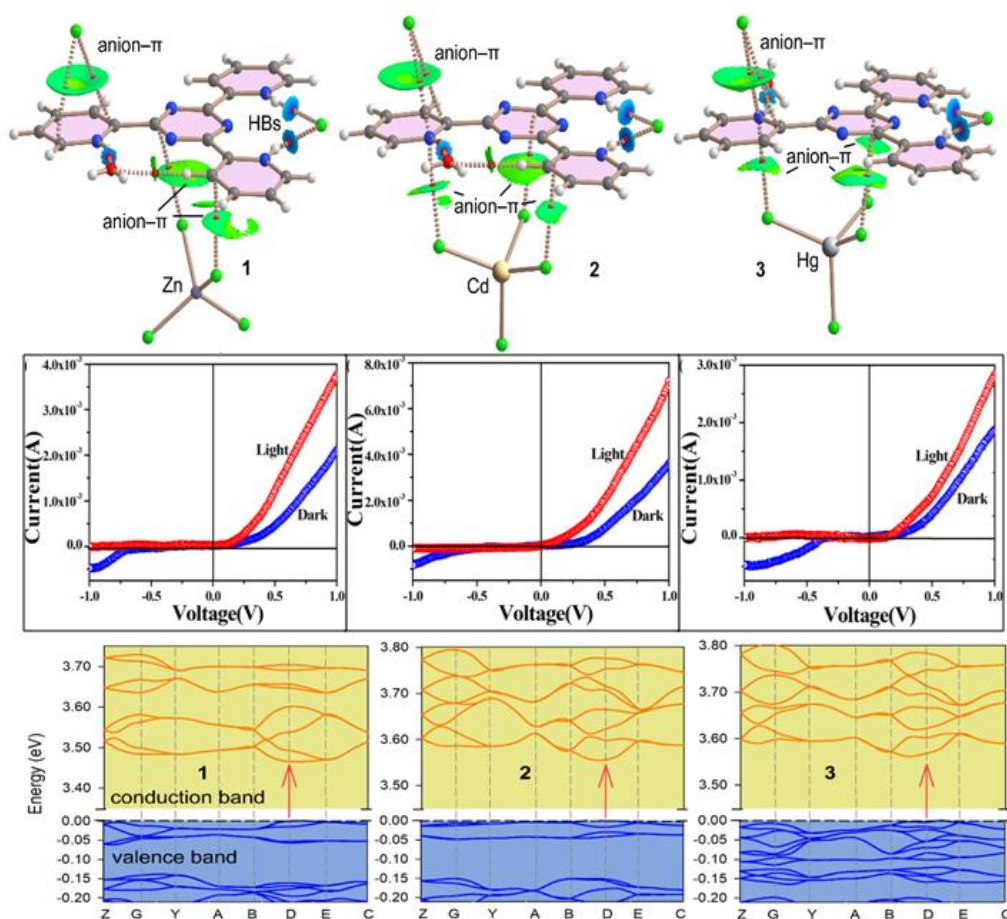 anion–π
anion–π
anion–π
HBs
anion–π
anion–π
anion–π
1
2
3
Zn
Cd
Hg
4.0x10⁻³
3.0x10⁻³
2.0x10⁻³
1.0x10⁻³
0.0
Current(A)
Light
Dark
-1.0 -0.5 0.0 0.5 1.0
Voltage(V)
8.0x10⁻³
6.0x10⁻³
4.0x10⁻³
2.0x10⁻³
0.0
Current(A)
Light
Dark
-1.0 -0.5 0.0 0.5 1.0
Voltage(V)
3.0x10⁻³
2.0x10⁻³
1.0x10⁻³
0.0
Current(A)
Light
Dark
-1.0 -0.5 0.0 0.5 1.0
Voltage(V)
Energy (eV)
3.70
3.60
3.50
3.40
1
conduction band
0.00
-0.05
-0.10
-0.15
-0.20
valence band
Z G Y A B D E C
3.80
3.70
3.60
3.50
2
0.00
-0.05
-0.10
-0.15
-0.20
Z G Y A B D E C
3.80
3.70
3.60
3.50
3
0.00
-0.05
-0.10
-0.15
-0.20
Z G Y A B D E